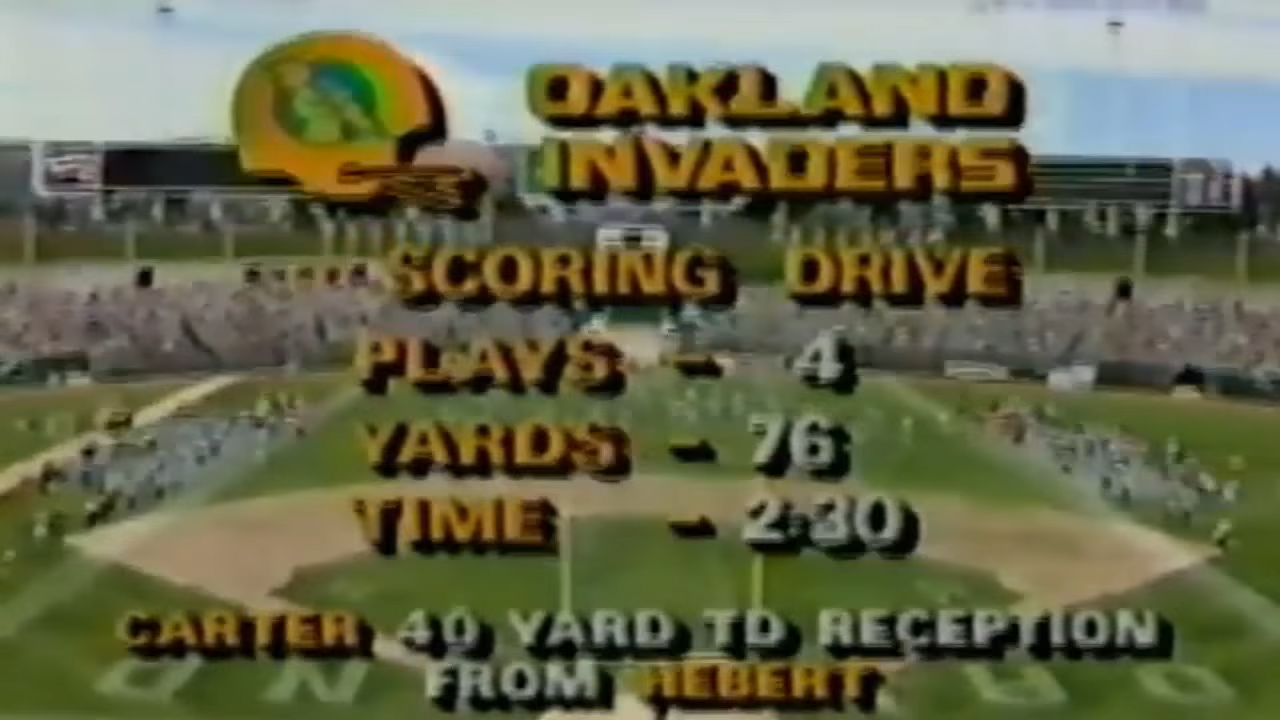 OAKLAND
INVADERS
SCORING DRIVE
PLAYS - 4
YARDS - 76
TIME - 2:30
CARTER 40 YARD TD RECEPTION
FROM HEBERT